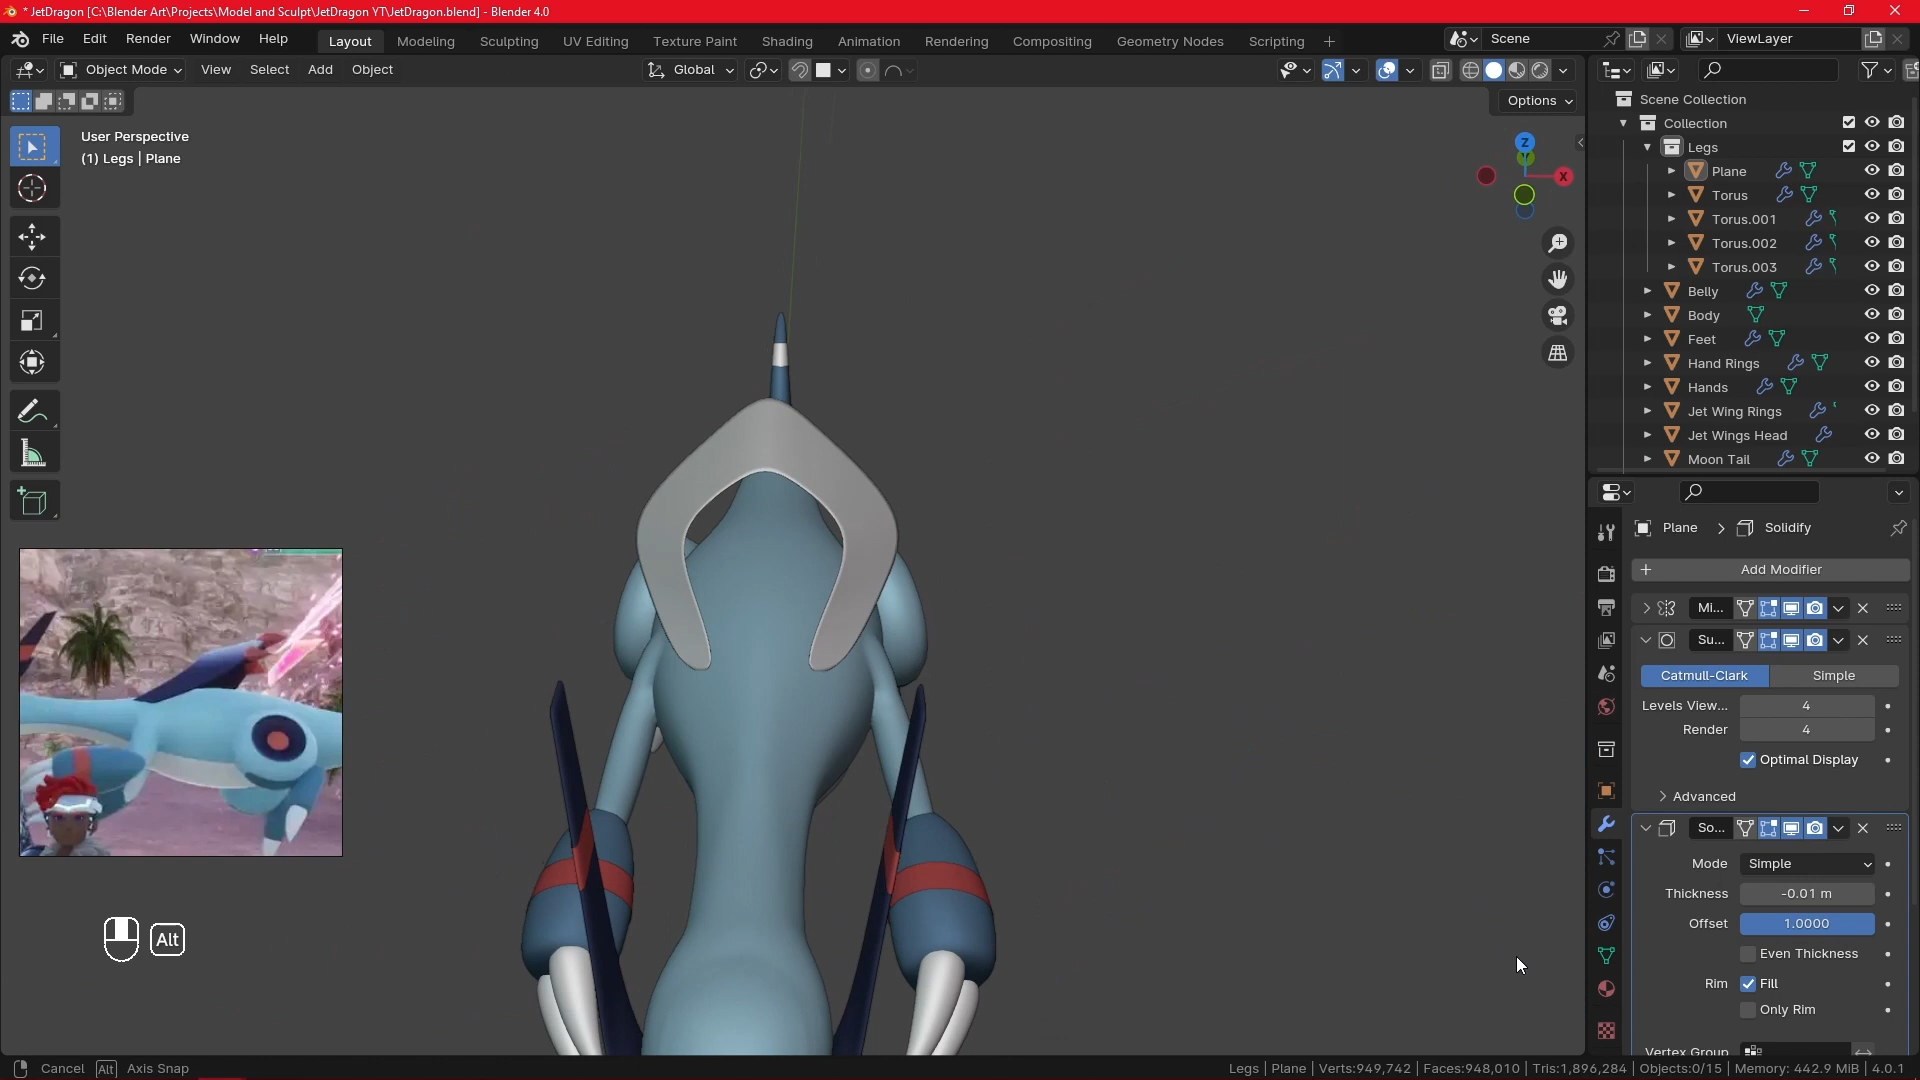 * JetDragon [C:\Blender Art\Projects\Model and Sculpt\JetDragon YT\JetDragon.blend] - Blender 4.0
File Edit Render Window Help Layout Modeling Sculpting UV Editing Texture Paint Shading Animation Rendering Compositing Geometry Nodes Scripting + Scene ViewLayer
Object Mode View Select Add Object Global
Options
User Perspective
(1) Legs | Plane
Z
X
Scene Collection
Collection
Legs
Plane
Torus
Torus.001
Torus.002
Torus.003
Belly
Body
Feet
Hand Rings
Hands
Jet Wing Rings
Jet Wings Head
Moon Tail
Plane > Solidify
+ Add Modifier
Mi...
Su...
Catmull-Clark Simple
Levels View... 4
Render 4
Optimal Display
Advanced
So...
Mode Simple
Thickness -0.01 m
Offset 1.0000
Even Thickness
Rim Fill
Only Rim
Vertex Group
Alt
Cancel Alt Axis Snap
Legs | Plane | Verts:949,742 | Faces:948,010 | Tris:1,896,284 | Objects:0/15 | Memory: 442.9 MiB | 4.0.1